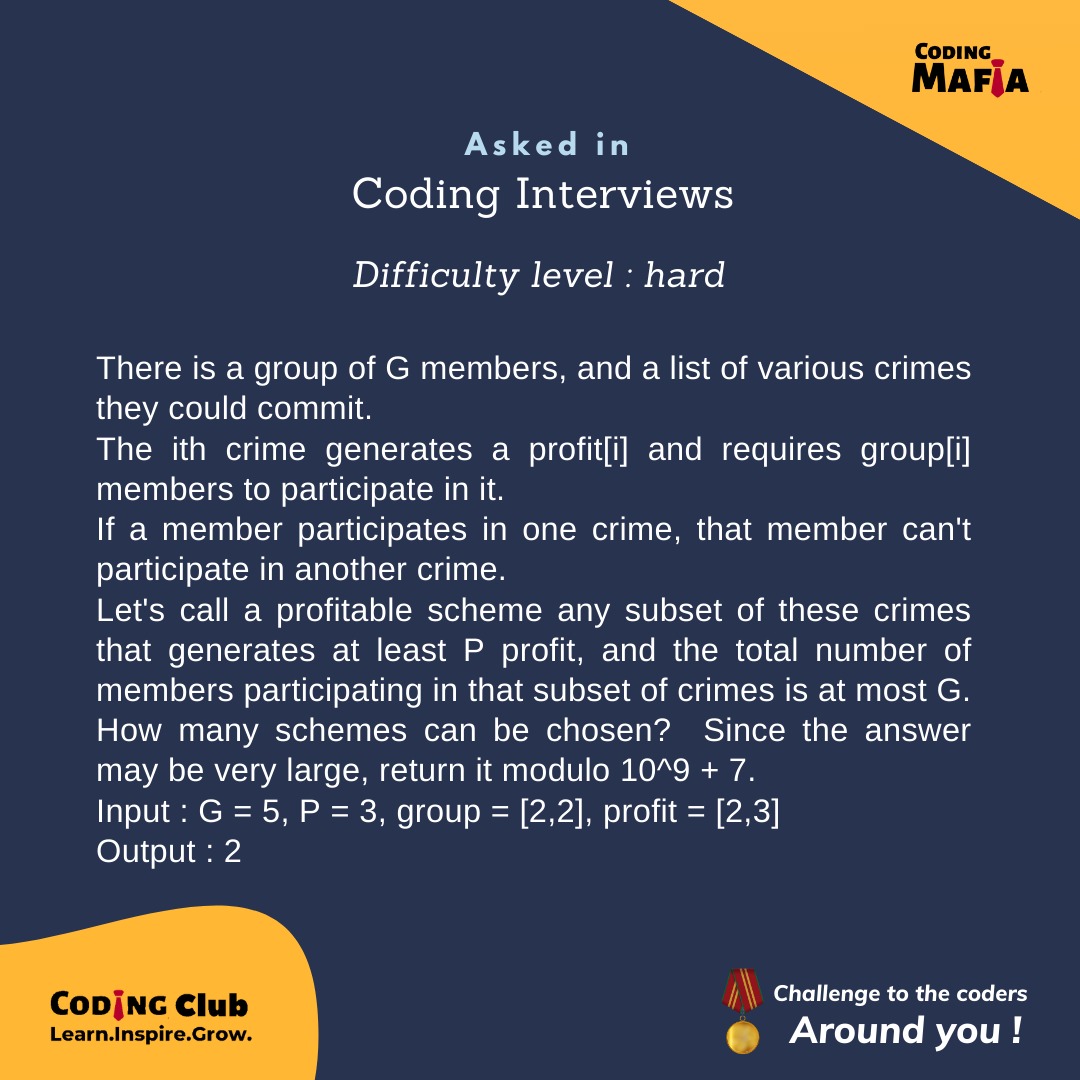 CODING
MAFIA
Asked in
Coding Interviews
Difficulty level : hard
There is a group of G members, and a list of various crimes
they could commit.
The ith crime generates a profit[i] and requires group[i]
members to participate in it.
If a member participates in one crime, that member can't
participate in another crime.
Let's call a profitable scheme any subset of these crimes
that generates at least P profit, and the total number of
members participating in that subset of crimes is at most G.
How many schemes can be chosen?  Since the answer
may be very large, return it modulo 10^9 + 7.
Input : G = 5, P = 3, group = [2,2], profit = [2,3]
Output : 2
CODING Club
Learn.Inspire.Grow.
Challenge to the coders
Around you !